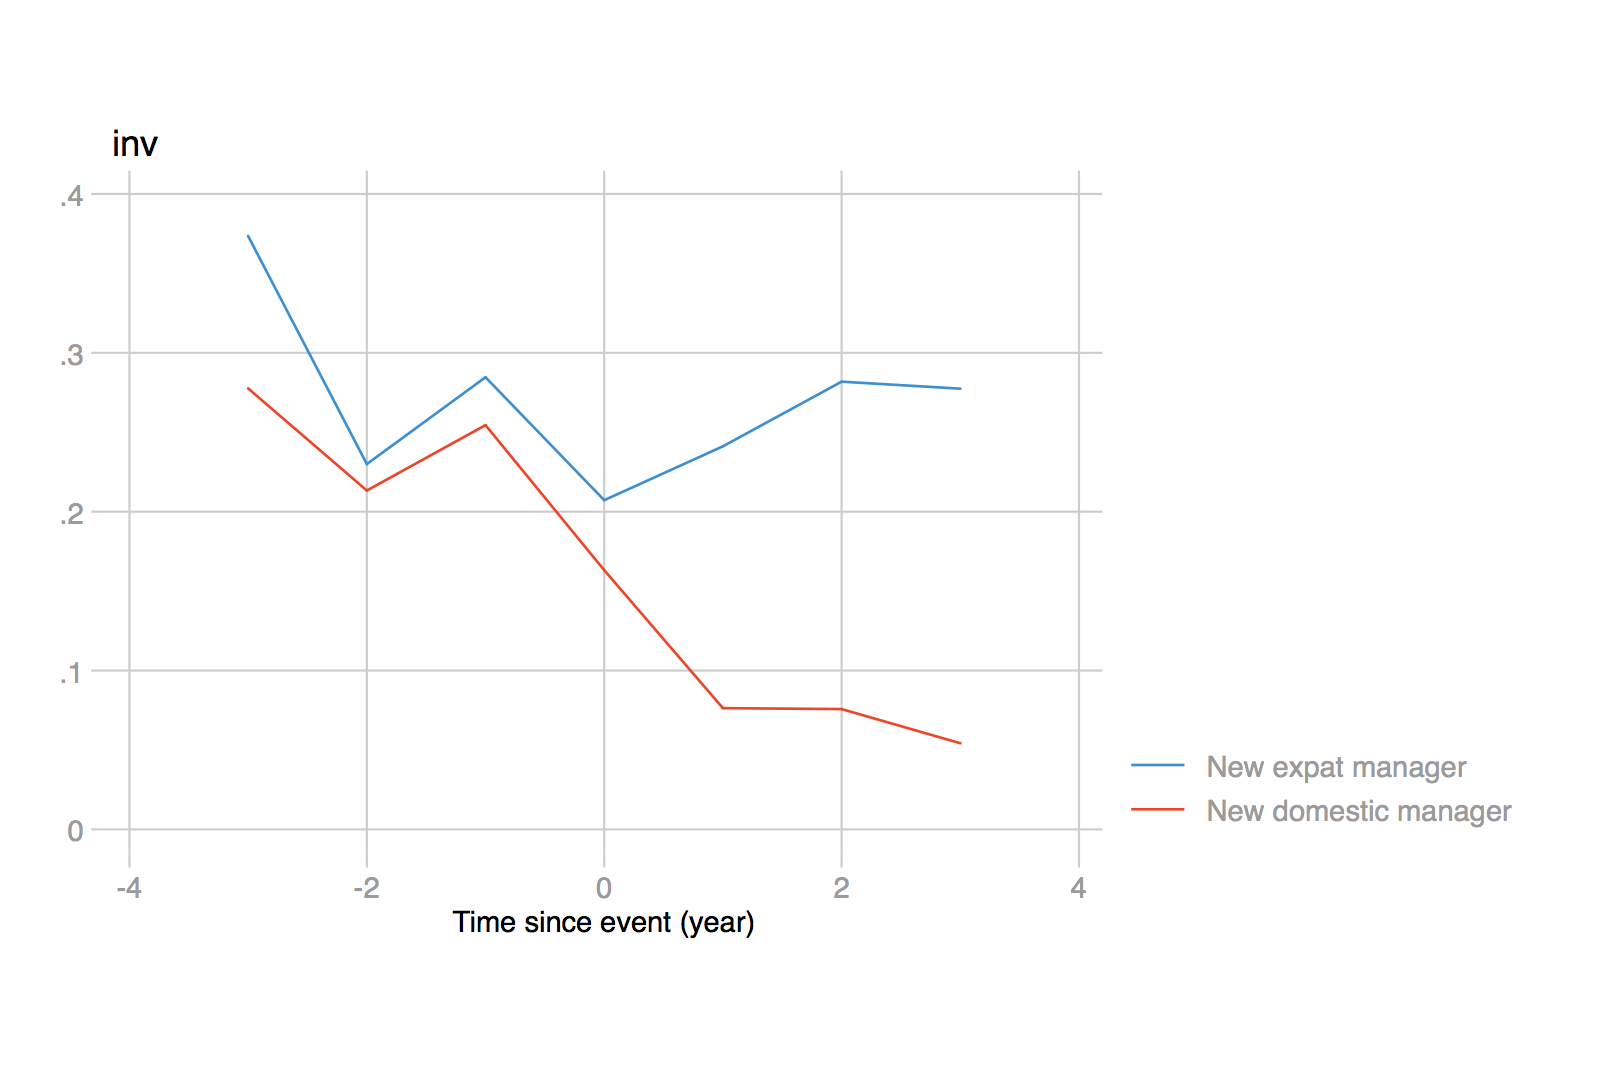 inv
.4
.3
.2
.1
0
-4 -2 0 2 4
Time since event (year)
New expat manager
New domestic manager